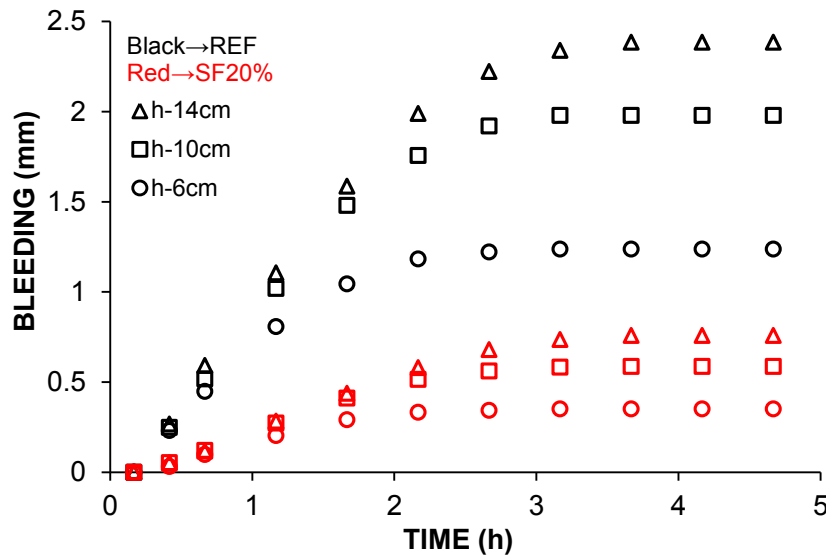 2.5
2
1.5
1
0.5
0
BLEEDING (mm)
Black→REF
Red→SF20%
h-14cm
h-10cm
h-6cm
0 1 2 3 4 5
TIME (h)